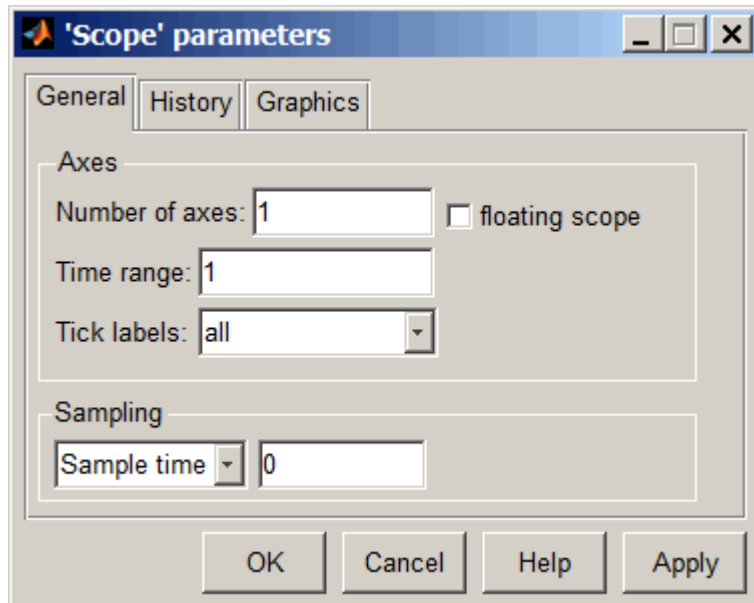 'Scope' parameters
General History Graphics
Axes
Number of axes: 1 floating scope
Time range: 1
Tick labels: all
Sampling
Sample time 0
OK Cancel Help Apply